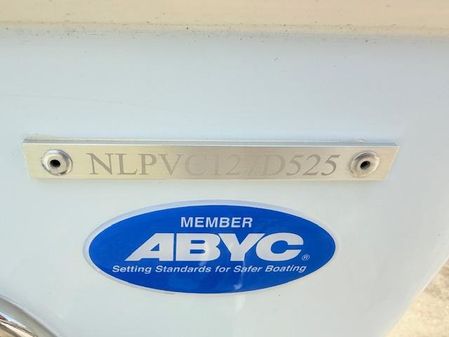 NLPVC127D525
MEMBER
ABYC®
Setting Standards for Safer Boating